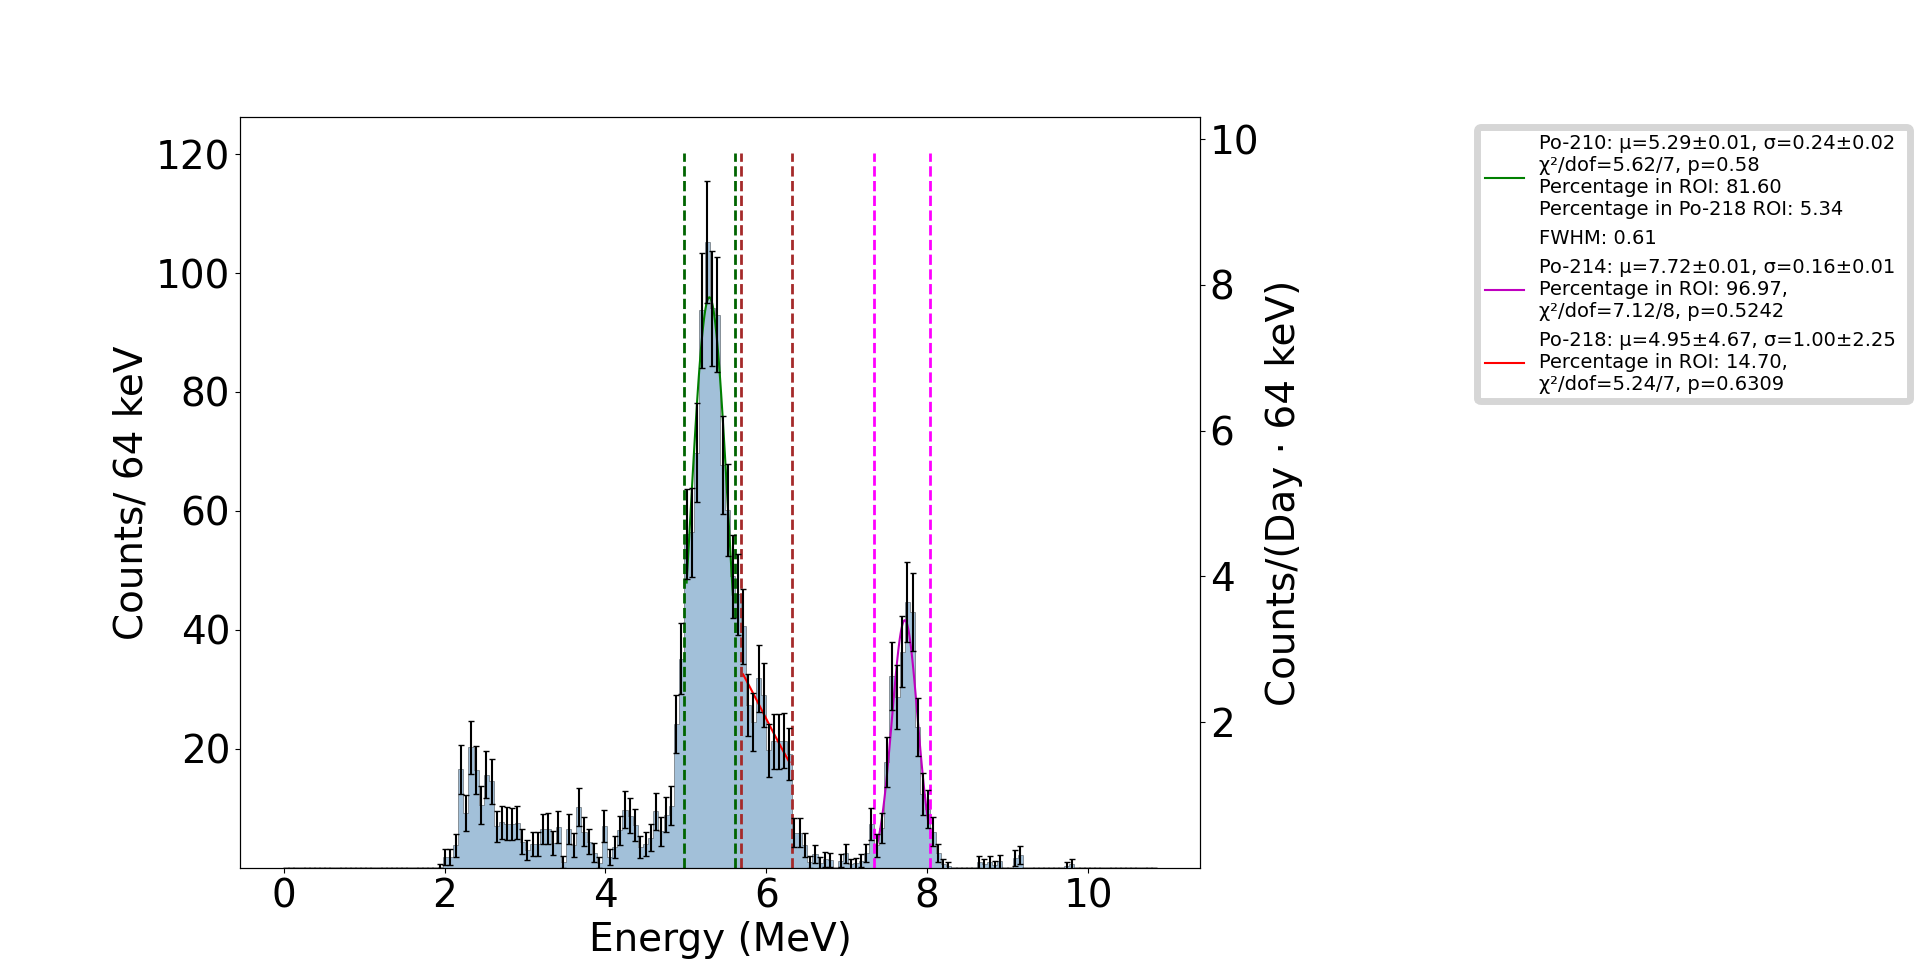 120
100
80
60
40
20
Counts/ 64 keV
0 2 4 6 8 10
Energy (MeV)
10
8
6
4
2
Counts/(Day · 64 keV)
Po-210: μ=5.29±0.01, σ=0.24±0.02
χ²/dof=5.62/7, p=0.58
Percentage in ROI: 81.60
Percentage in Po-218 ROI: 5.34
FWHM: 0.61
Po-214: μ=7.72±0.01, σ=0.16±0.01
Percentage in ROI: 96.97,
χ²/dof=7.12/8, p=0.5242
Po-218: μ=4.95±4.67, σ=1.00±2.25
Percentage in ROI: 14.70,
χ²/dof=5.24/7, p=0.6309